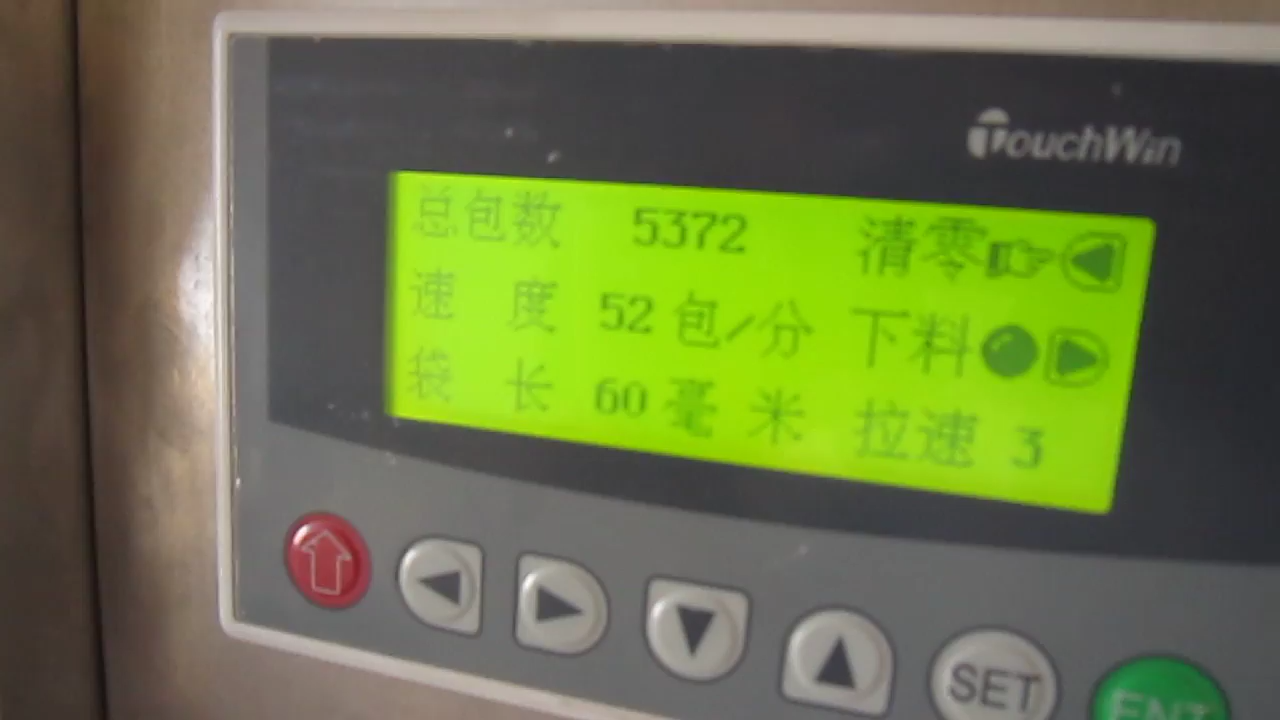 TouchWin
总包数 5372 清零
速 度 52 包/分 下料
袋 长 60 毫 米 拉速 3
SET
ENT